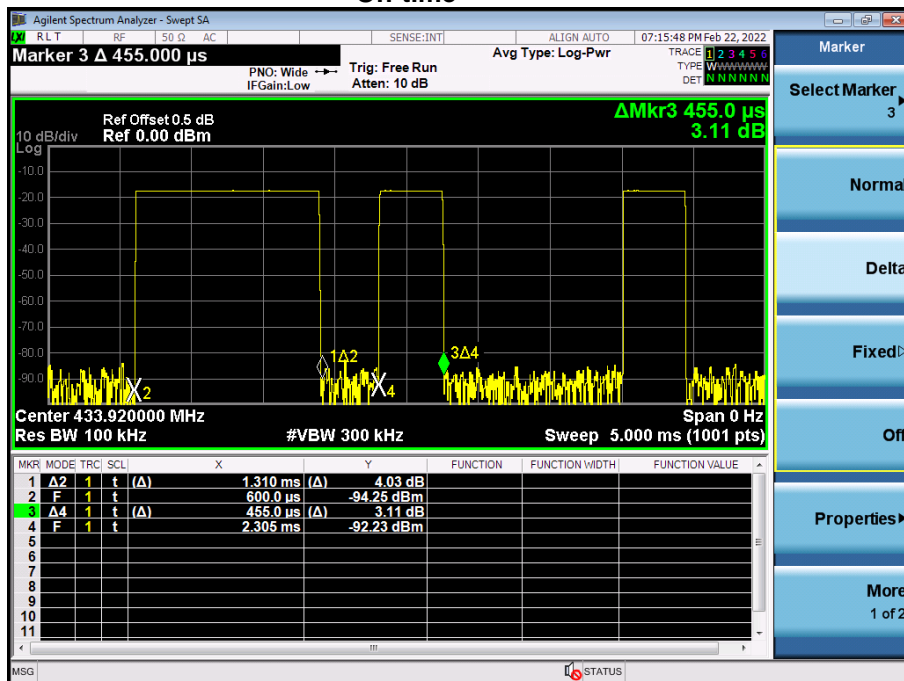 Agilent Spectrum Analyzer - Swept SA
LXI RLT RF 50 Ω AC SENSE:INT ALIGN AUTO 07:15:48 PM Feb 22, 2022
Marker 3 Δ 455.000 µs
PNO: Wide
IFGain:Low
Trig: Free Run
Atten: 10 dB
Avg Type: Log-Pwr
TRACE 1 2 3 4 5 6
TYPE WWWWWW
DET N N N N N N
Ref Offset 0.5 dB
10 dB/div Ref 0.00 dBm
Log
ΔMkr3 455.0 µs
3.11 dB
-10.0
-20.0
-30.0
-40.0
-50.0
-60.0
-70.0
-80.0
-90.0
1Δ2
3Δ4
2
4
Center 433.920000 MHz Span 0 Hz
Res BW 100 kHz #VBW 300 kHz Sweep 5.000 ms (1001 pts)
MKR MODE TRC SCL X Y FUNCTION FUNCTION WIDTH FUNCTION VALUE
1 Δ2 1 t (Δ) 1.310 ms (Δ) 4.03 dB
2 F 1 t 600.0 µs -94.25 dBm
3 Δ4 1 t (Δ) 455.0 µs (Δ) 3.11 dB
4 F 1 t 2.305 ms -92.23 dBm
5
6
7
8
9
10
11
MSG STATUS
Marker
Select Marker
3
Norma
Delta
Fixed
Off
Properties
More
1 of 2